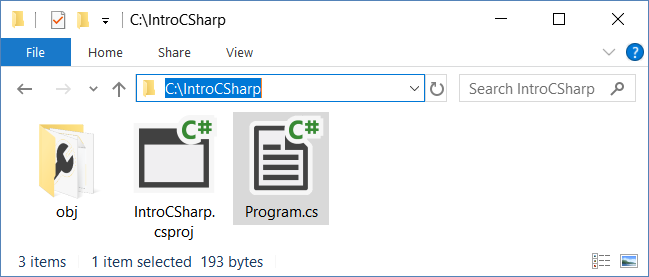 C:\IntroCSharp
File Home Share View
C:\IntroCSharp Search IntroCSharp
C# C#
obj IntroCSharp.csproj Program.cs
3 items 1 item selected 193 bytes